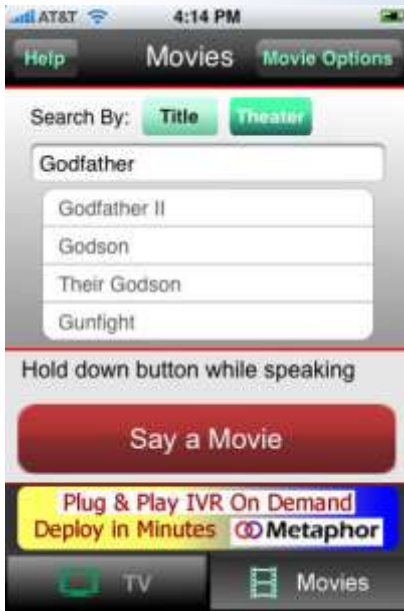 AT&T 4:14 PM
Help Movies Movie Options
Search By: Title Theater
Godfather
Godfather II
Godson
Their Godson
Gunfight
Hold down button while speaking
Say a Movie
Plug & Play IVR On Demand
Deploy in Minutes Metaphor
TV Movies